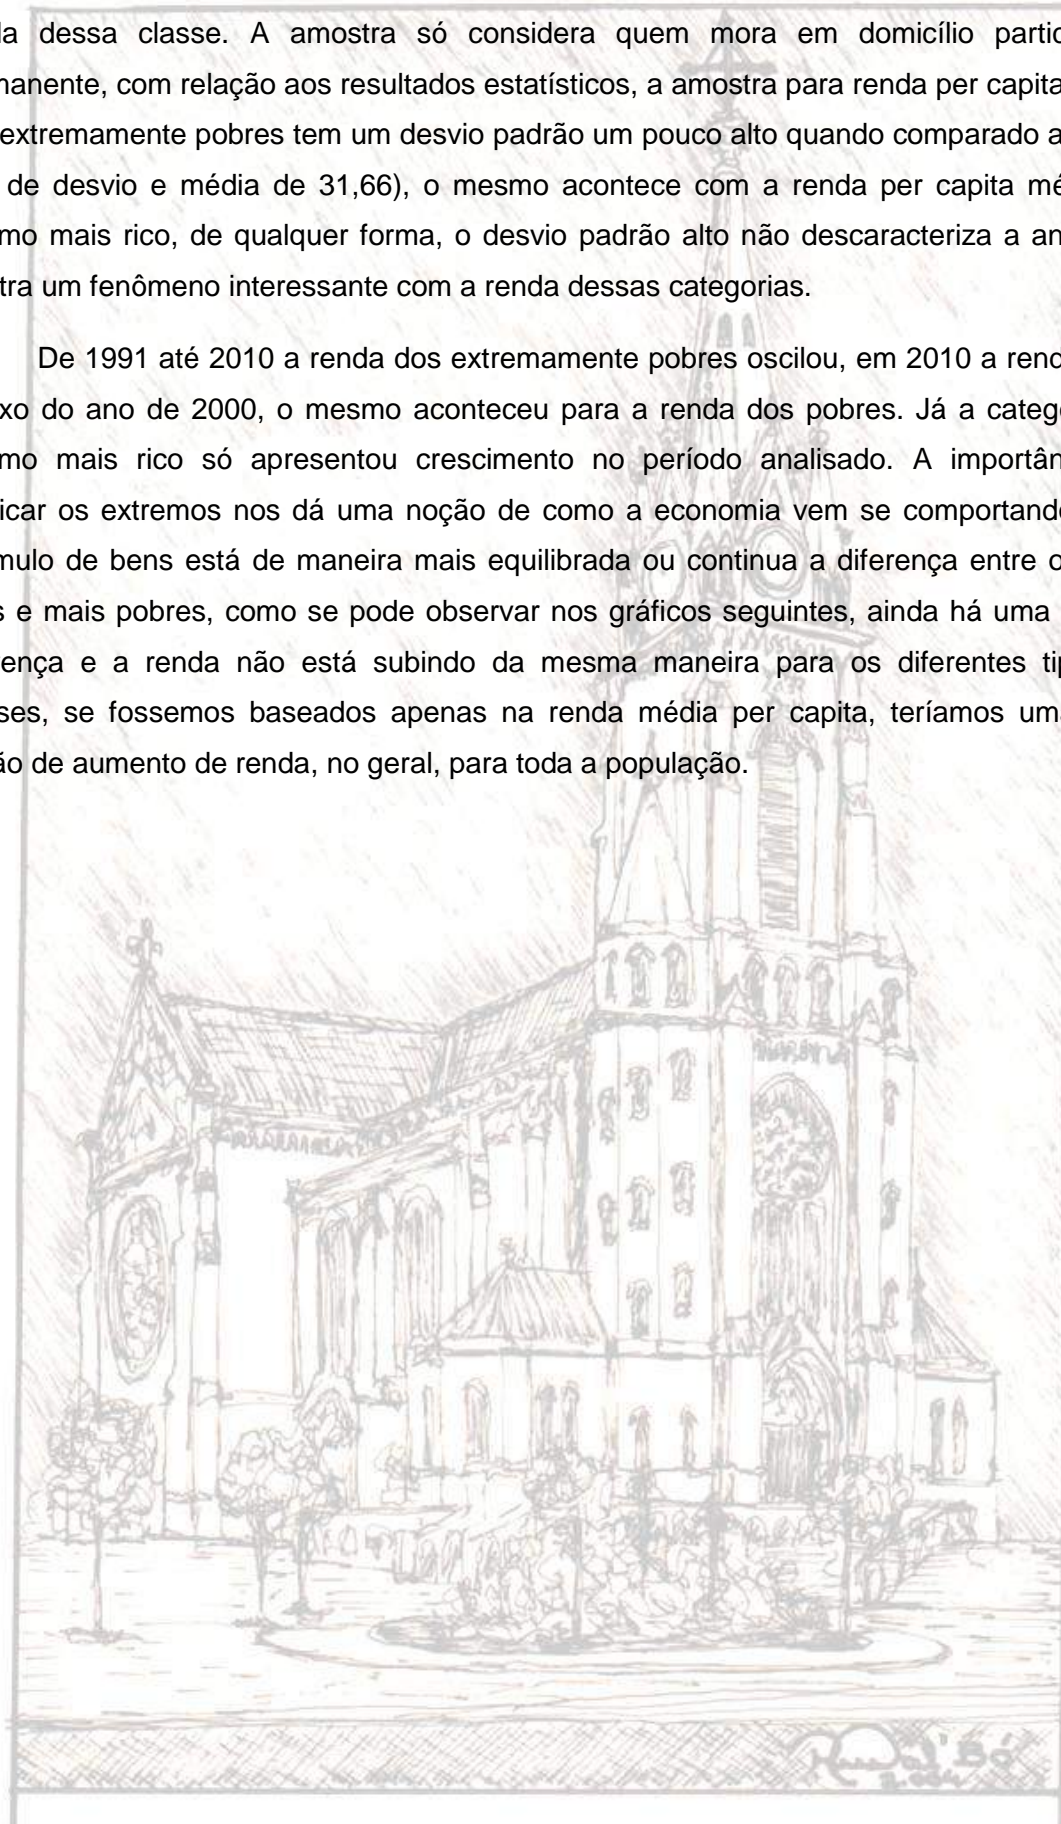 da dessa classe. A amostra só considera quem mora em domicílio partic
manente, com relação aos resultados estatísticos, a amostra para renda per capita
extremamente pobres tem um desvio padrão um pouco alto quando comparado a
de desvio e média de 31,66), o mesmo acontece com a renda per capita mé
mo mais rico, de qualquer forma, o desvio padrão alto não descaracteriza a an
tra um fenômeno interessante com a renda dessas categorias.
De 1991 até 2010 a renda dos extremamente pobres oscilou, em 2010 a rend
xo do ano de 2000, o mesmo aconteceu para a renda dos pobres. Já a catego
mo mais rico só apresentou crescimento no período analisado. A importân
icar os extremos nos dá uma noção de como a economia vem se comportand
mulo de bens está de maneira mais equilibrada ou continua a diferença entre o
s e mais pobres, como se pode observar nos gráficos seguintes, ainda há uma
ença e a renda não está subindo da mesma maneira para os diferentes tip
ses, se fossemos baseados apenas na renda média per capita, teríamos uma
ão de aumento de renda, no geral, para toda a população.